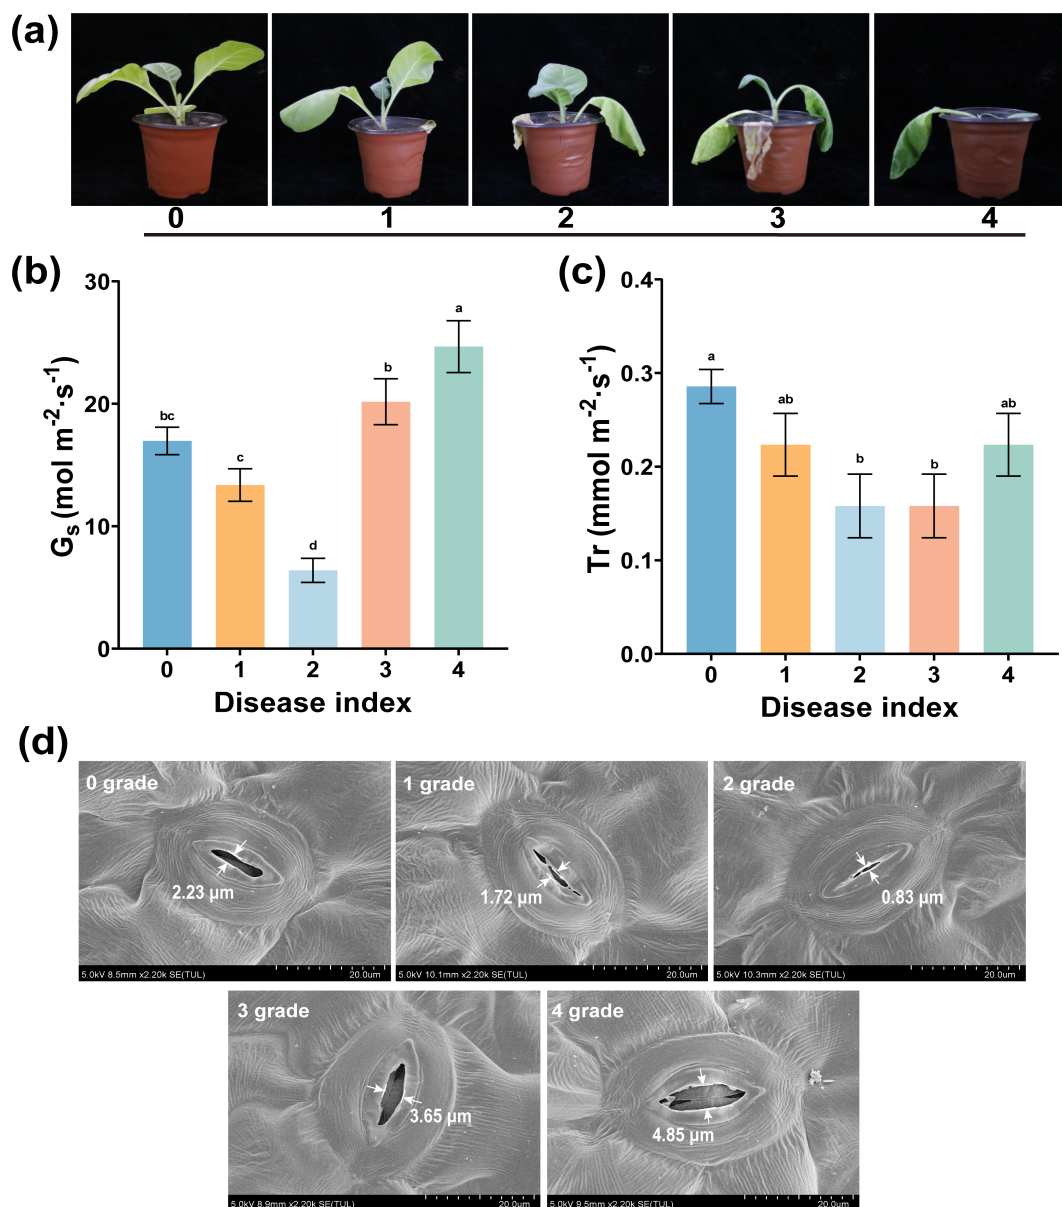 (a)
0 1 2 3 4
(b)
Gs (mol m-2·s-1)
30
20
10
0
bc
c
d
b
a
0 1 2 3 4
Disease index
(c)
Tr (mmol m-2·s-1)
0.4
0.3
0.2
0.1
0.0
a
ab
b
b
ab
0 1 2 3 4
Disease index
(d)
0 grade
2.23 μm
5.0kV 8.5mm x2.20k SE(TUL) 20.0um
1 grade
1.72 μm
5.0kV 10.1mm x2.20k SE(TUL) 20.0um
2 grade
0.83 μm
5.0kV 10.3mm x2.20k SE(TUL) 20.0um
3 grade
3.65 μm
5.0kV 8.9mm x2.20k SE(TUL) 20.0um
4 grade
4.85 μm
5.0kV 9.5mm x2.20k SE(TUL) 20.0um